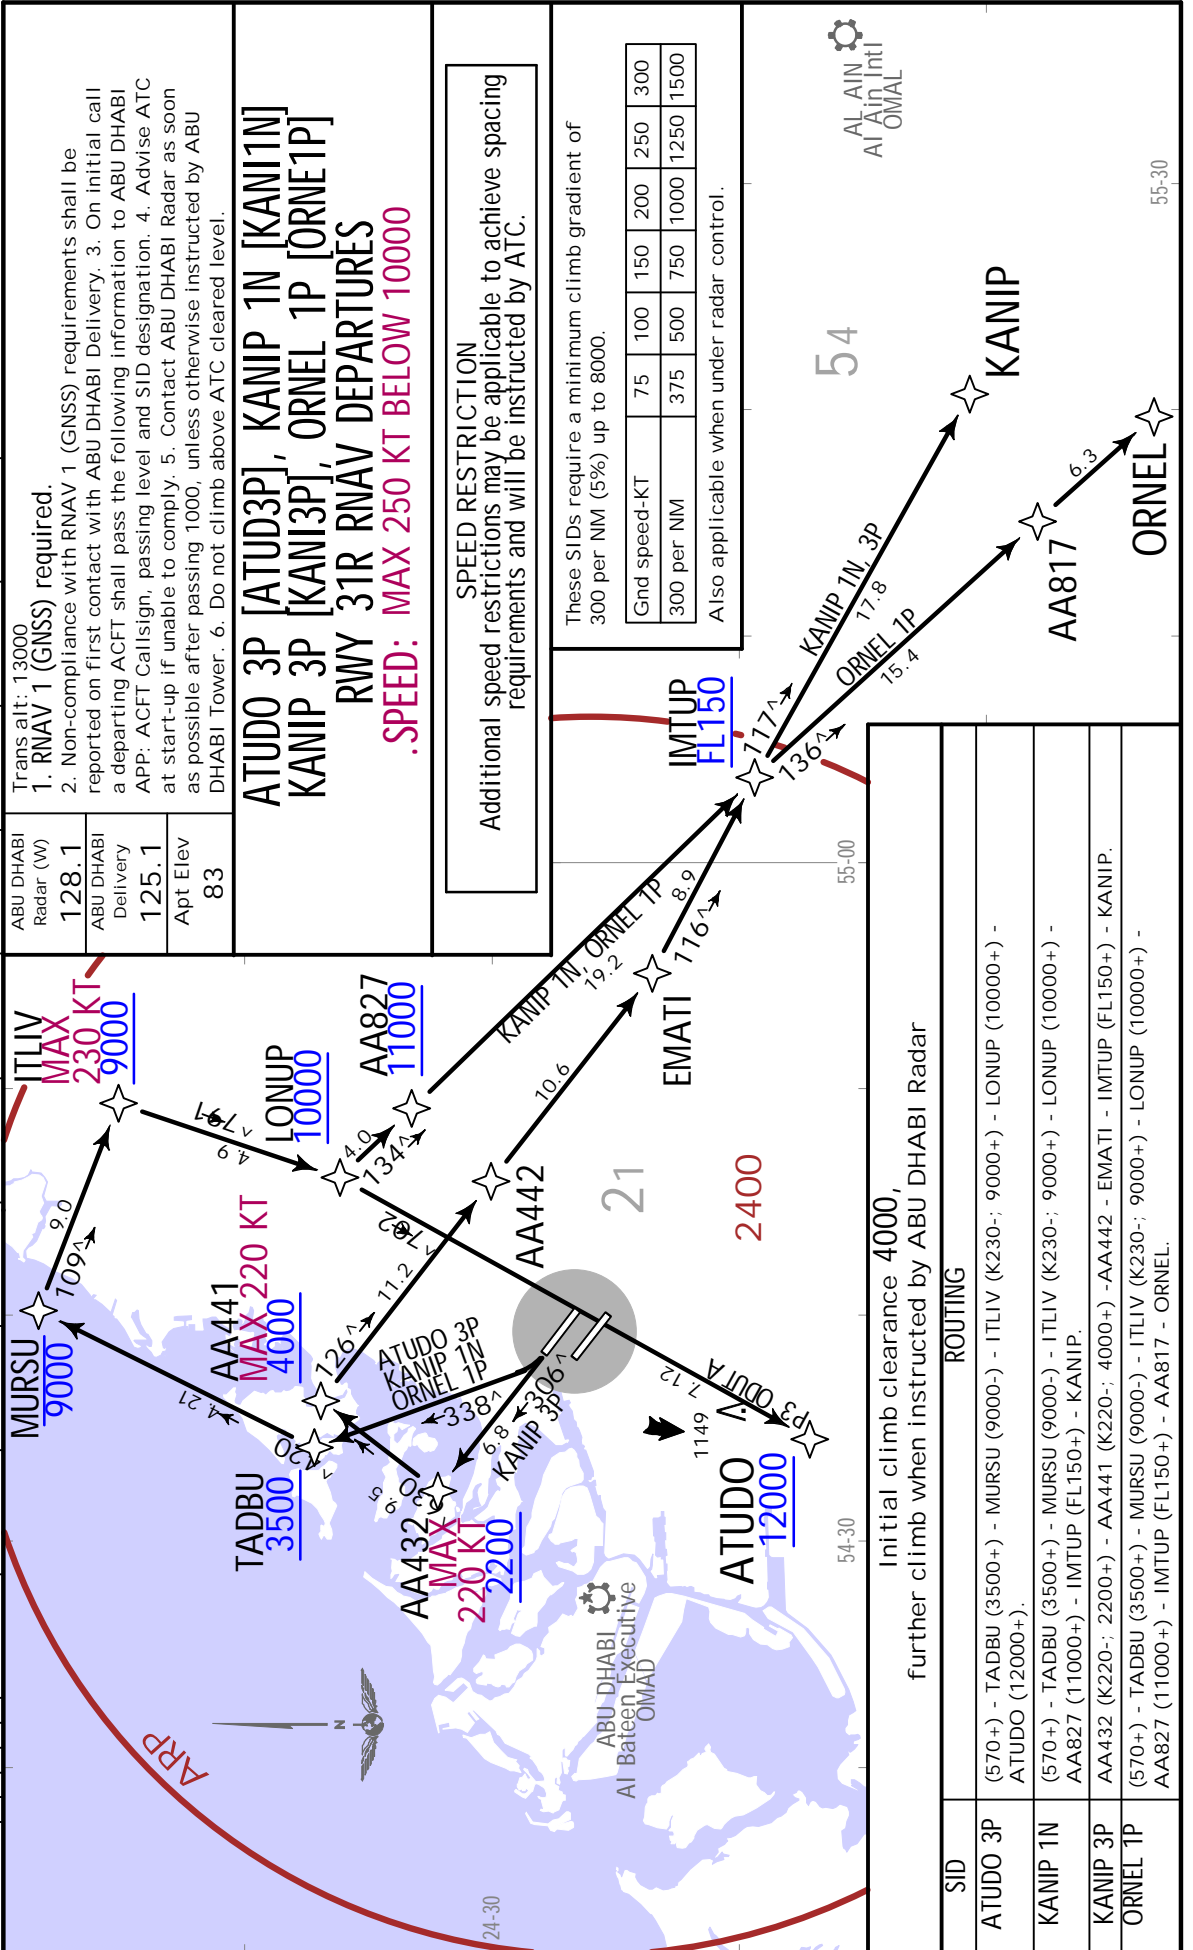 ABU DHABI
Radar (W)
128.1
ABU DHABI
Delivery
125.1
Apt Elev
83
Trans alt: 13000
1. RNAV 1 (GNSS) required.
2. Non-compliance with RNAV 1 (GNSS) requirements shall be
reported on first contact with ABU DHABI Delivery. 3. On initial call
a departing ACFT shall pass the following information to ABU DHABI
APP: ACFT Callsign, passing level and SID designation. 4. Advise ATC
at start-up if unable to comply. 5. Contact ABU DHABI Radar as soon
as possible after passing 1000, unless otherwise instructed by ABU
DHABI Tower. 6. Do not climb above ATC cleared level.
ATUDO 3P [ATUD3P], KANIP 1N [KANI1N]
KANIP 3P [KANI3P], ORNEL 1P [ORNE1P]
RWY 31R RNAV DEPARTURES
.SPEED: MAX 250 KT BELOW 10000
SPEED RESTRICTION
Additional speed restrictions may be applicable to achieve spacing
requirements and will be instructed by ATC.
These SIDs require a minimum climb gradient of
300 per NM (5%) up to 8000.
Gnd speed-KT 75 100 150 200 250 300
300 per NM 375 500 750 1000 1250 1500
Also applicable when under radar control.
ARP
N
24-30
MURSU
9000
109^
9.0
ITLIV
MAX
230 KT
9000
4.9
LONUP
10000
4.0
134^
AA827
11000
KANIP 1N, ORNEL 1P
19.2
TADBU
3500
AA441
MAX 220 KT
4000
126^
11.2
AA432
MAX
220 KT
2200
ATUDO 3P
KANIP 1N
ORNEL 1P
338^
306^
6.8
KANIP 3P
AA442
10.6
EMATI
116^
8.9
IMTUP
FL150
117^
136^
KANIP 1N, 3P
17.8
ORNEL 1P
15.4
AA817
6.3
KANIP
ORNEL
ATUDO
12000
1149
21
2400
54
ABU DHABI
Al Bateen Executive
OMAD
AL AIN
Al Ain Intl
OMAL
54-30
55-00
55-30
Initial climb clearance 4000,
further climb when instructed by ABU DHABI Radar
SID ROUTING
ATUDO 3P (570+) - TADBU (3500+) - MURSU (9000-) - ITLIV (K230-; 9000+) - LONUP (10000+) -
ATUDO (12000+).
KANIP 1N (570+) - TADBU (3500+) - MURSU (9000-) - ITLIV (K230-; 9000+) - LONUP (10000+) -
AA827 (11000+) - IMTUP (FL150+) - KANIP.
KANIP 3P AA432 (K220-; 2200+) - AA441 (K220-; 4000+) -AA442 - EMATI - IMTUP (FL150+) - KANIP.
ORNEL 1P (570+) - TADBU (3500+) - MURSU (9000-) - ITLIV (K230-; 9000+) - LONUP (10000+) -
AA827 (11000+) - IMTUP (FL150+) - AA817 - ORNEL.